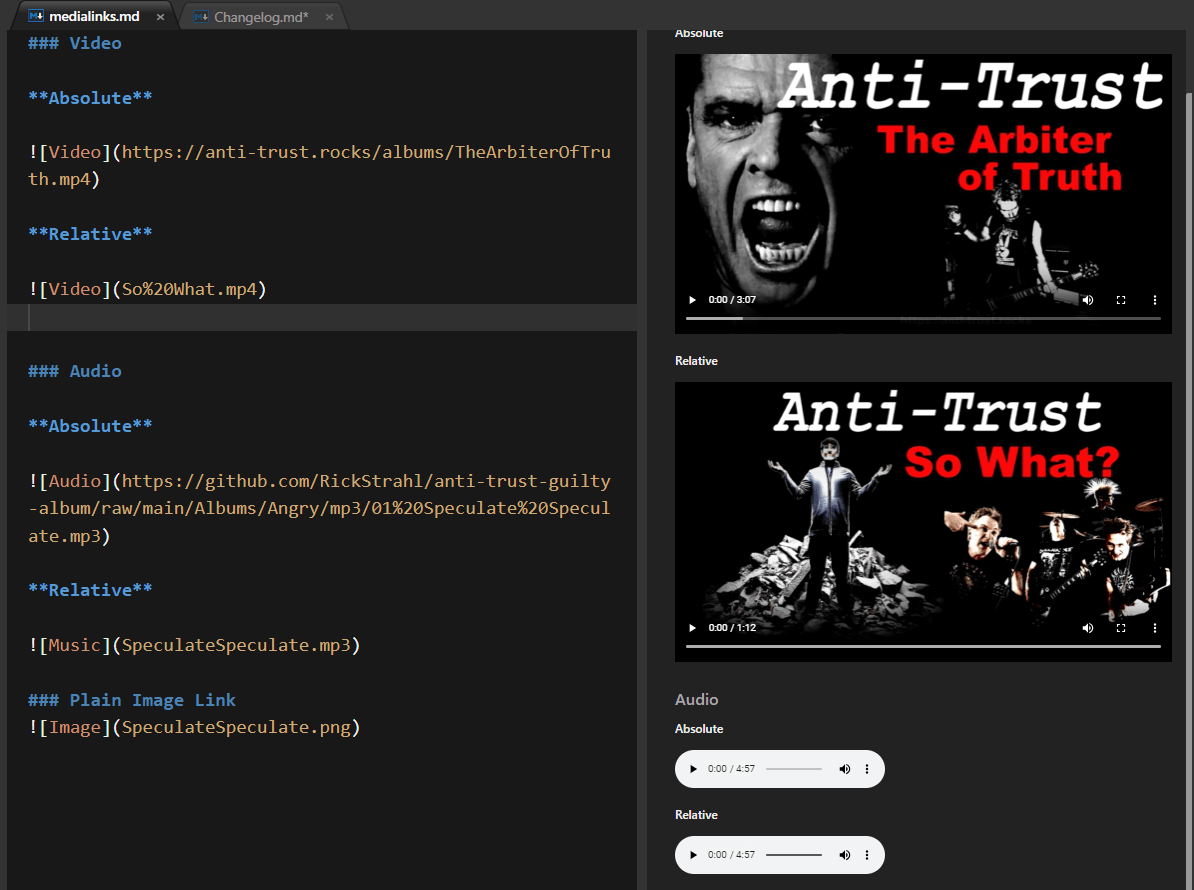 medialinks.md
Changelog.md*
### Video
**Absolute**
![Video](https://anti-trust.rocks/albums/TheArbiterOfTru
th.mp4)
**Relative**
![Video](So%20What.mp4)
### Audio
**Absolute**
![Audio](https://github.com/RickStrahl/anti-trust-guilty
-album/raw/main/Albums/Angry/mp3/01%20Speculate%20Specul
ate.mp3)
**Relative**
![Music](SpeculateSpeculate.mp3)
### Plain Image Link
![Image](SpeculateSpeculate.png)
Absolute
Anti-Trust
The Arbiter
of Truth
0:00 / 3:07
Relative
Anti-Trust
So What?
0:00 / 1:12
Audio
Absolute
0:00 / 4:57
Relative
0:00 / 4:57